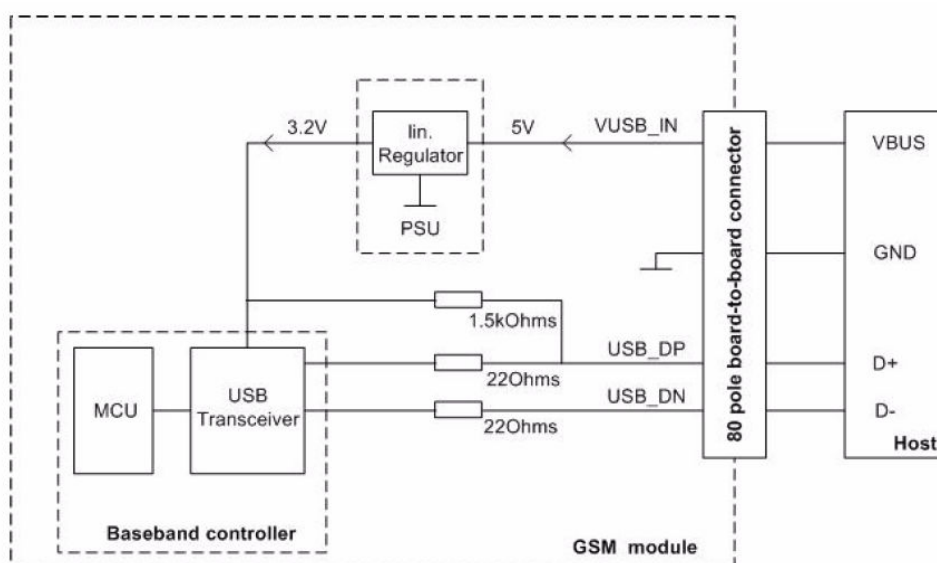 3.2V
lin.
Regulator
5V
VUSB_IN
VBUS
PSU
80 pole board-to-board connector
GND
1.5kOhms
USB_DP
D+
22Ohms
USB_DN
D-
22Ohms
MCU
USB
Transceiver
Host
Baseband controller
GSM module